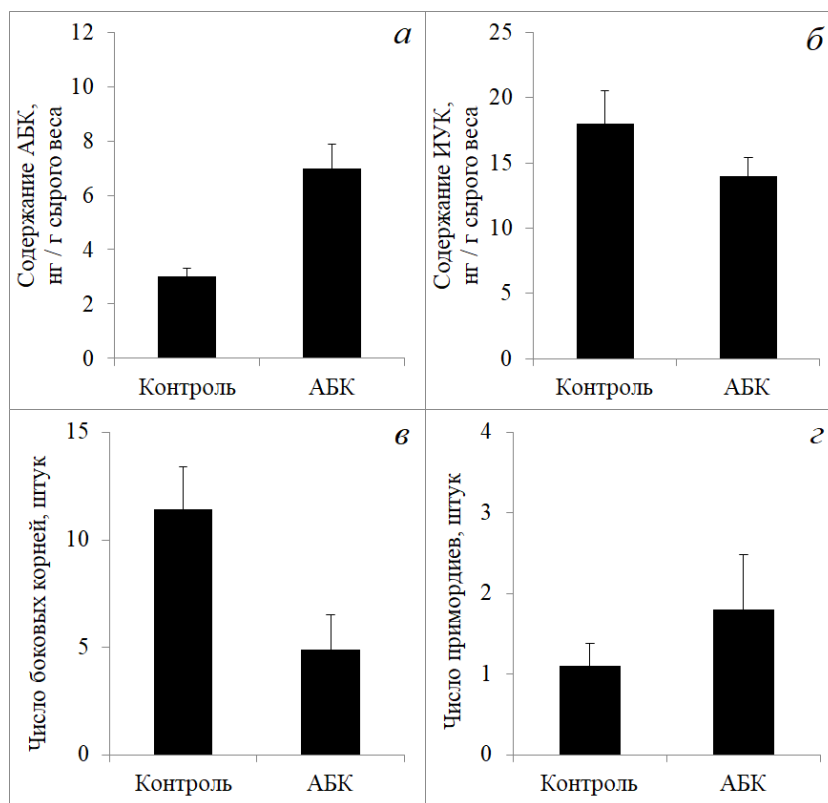 а
Содержание АБК,
нг / г сырого веса
12
10
8
6
4
2
0
Контроль
АБК
б
Содержание ИУК,
нг / г сырого веса
25
20
15
10
5
0
Контроль
АБК
в
Число боковых корней, штук
15
10
5
0
Контроль
АБК
г
Число примордиев, штук
4
3
2
1
0
Контроль
АБК